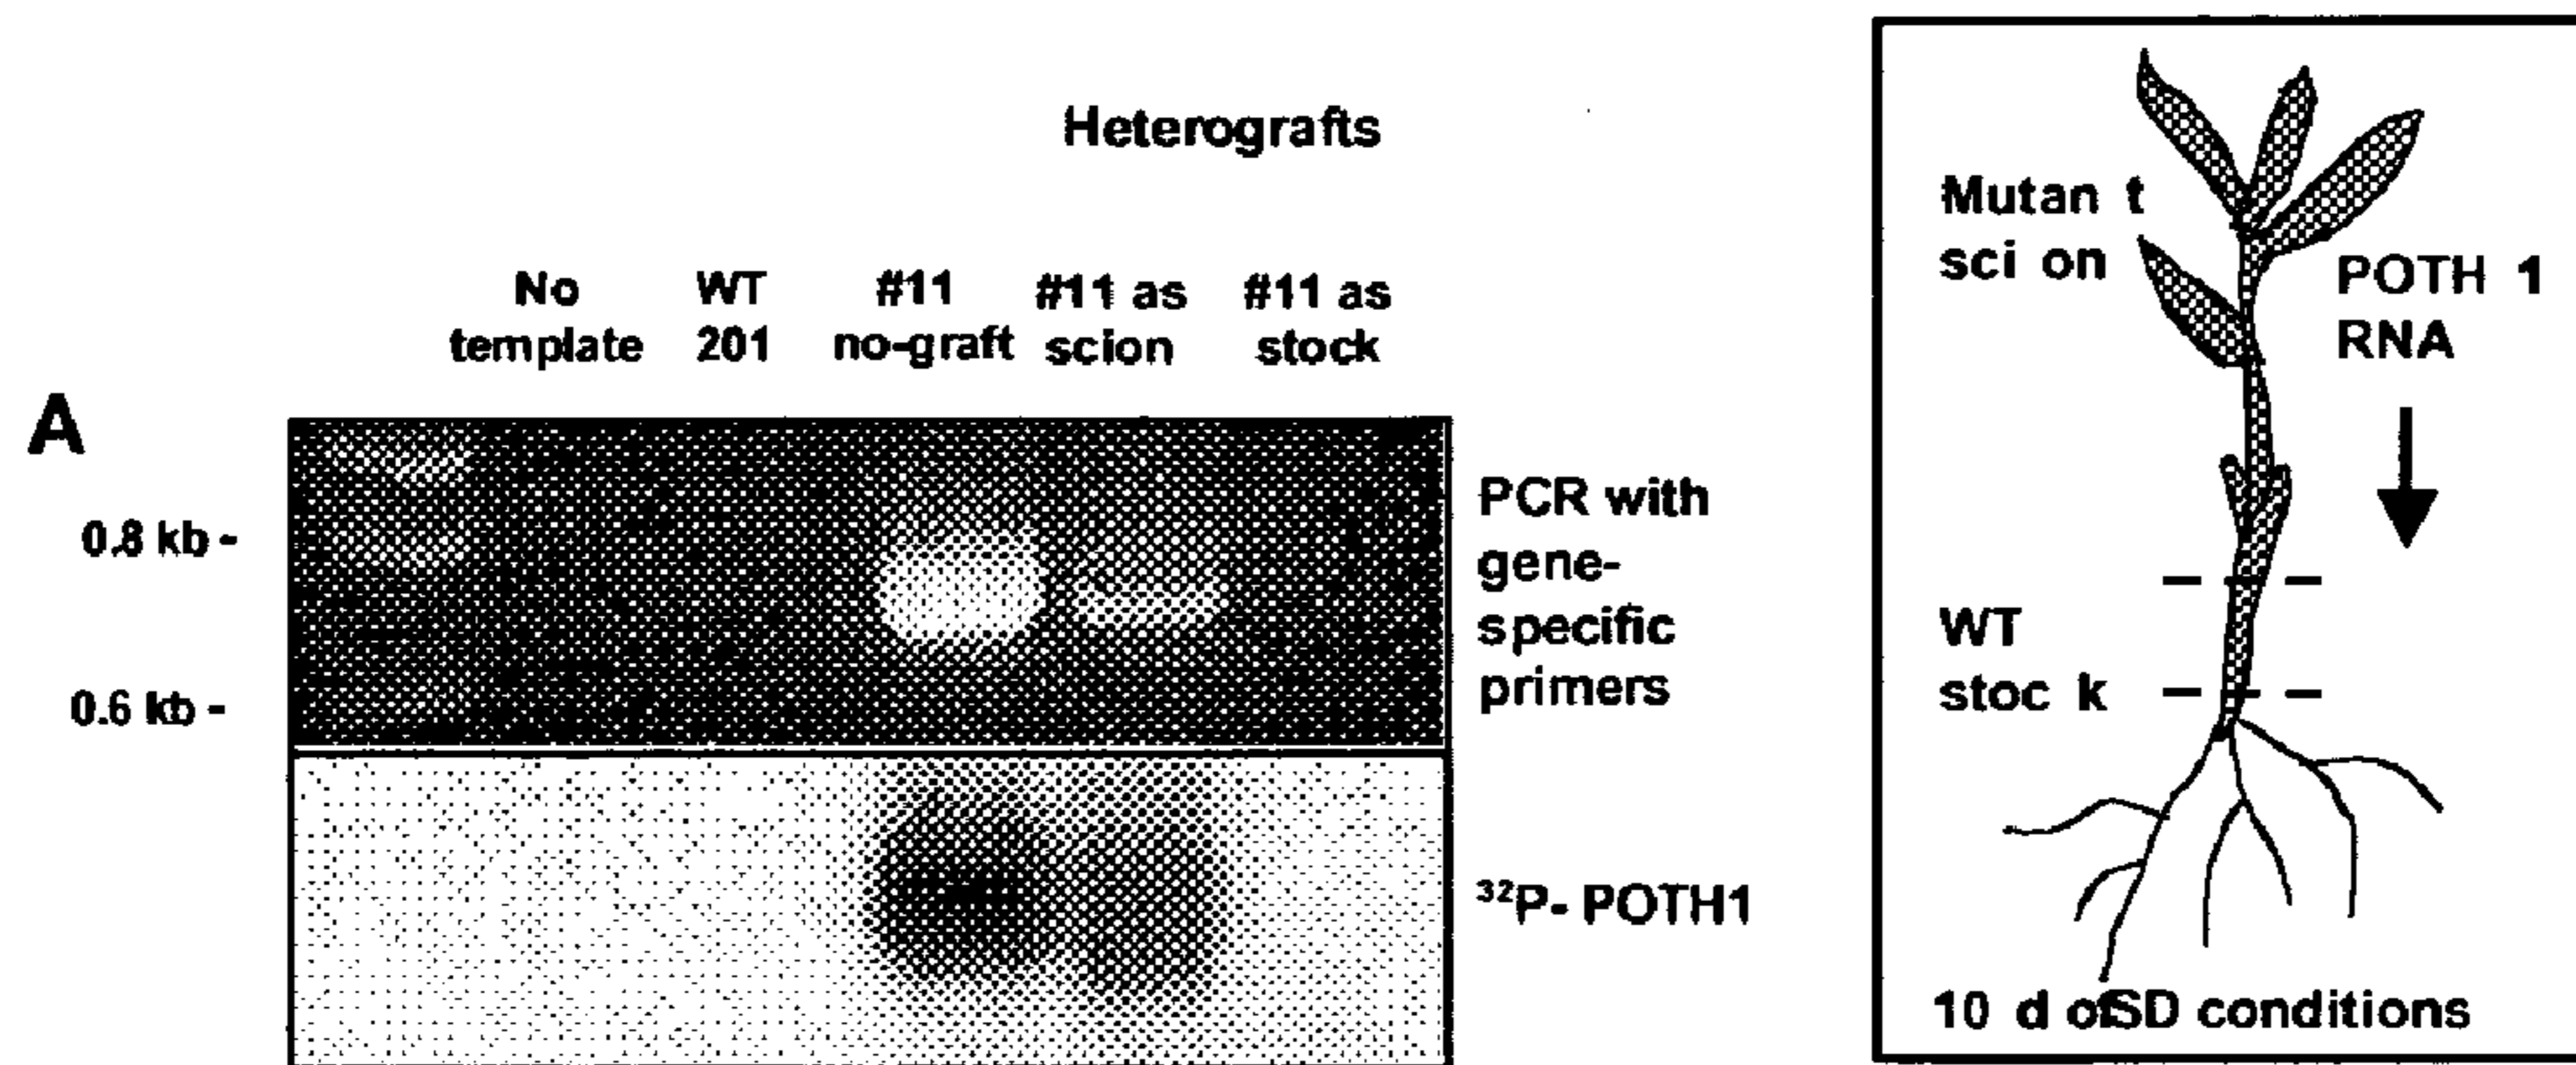 Heterografts
No template
WT 201
#11 no-graft
#11 as scion
#11 as stock
A
0.8 kb -
0.6 kb -
PCR with
gene-
specific
primers
32P- POTH1
Mutan t
sci on
POTH 1
RNA
WT
stoc k
10 d ofSD conditions